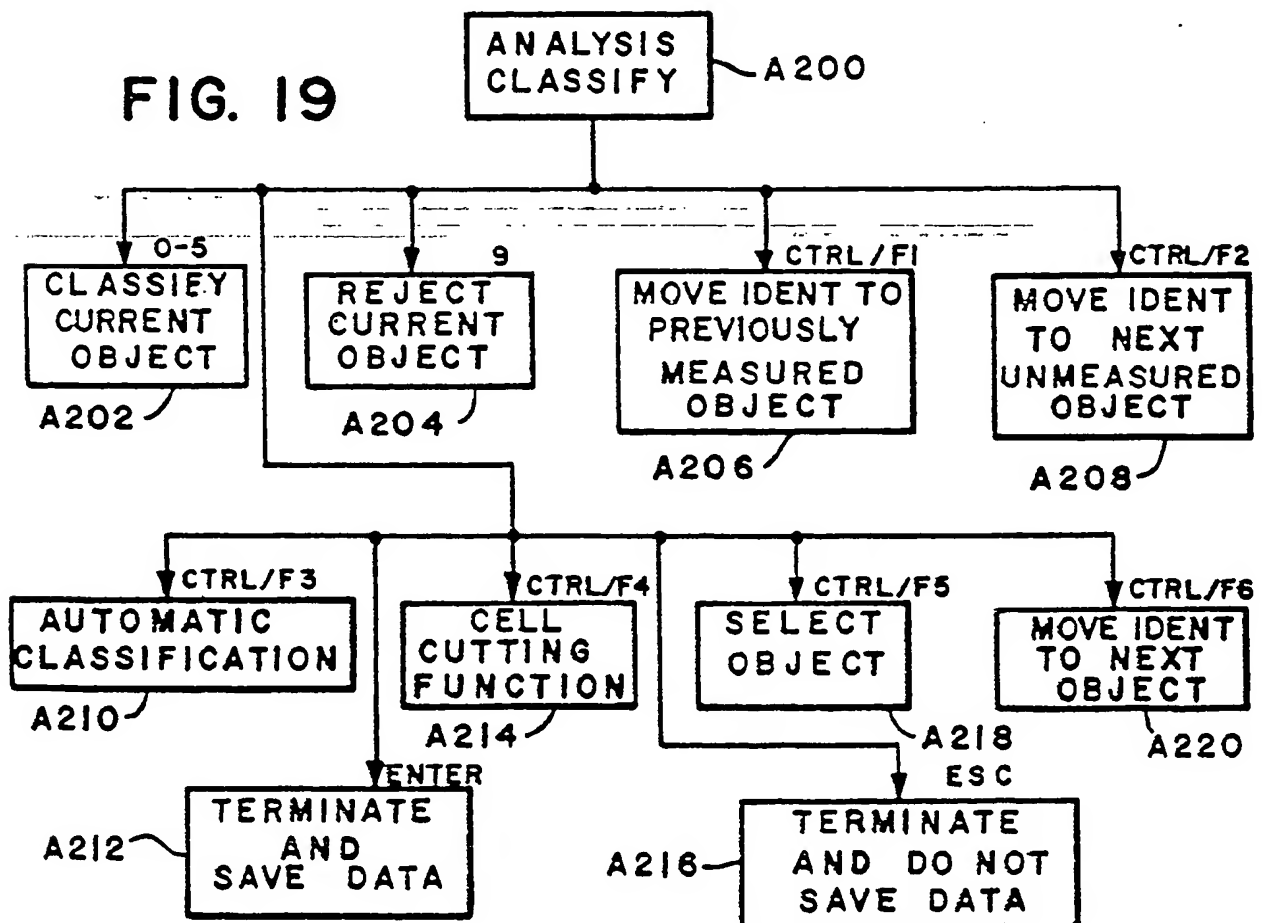 FIG. 19
ANALYSIS
CLASSIFY
A200
0-5
CLASSIFY
CURRENT
OBJECT
A202
9
REJECT
CURRENT
OBJECT
A204
CTRL/F1
MOVE IDENT TO
PREVIOUSLY
MEASURED
OBJECT
A206
CTRL/F2
MOVE IDENT
TO NEXT
UNMEASURED
OBJECT
A208
CTRL/F3
AUTOMATIC
CLASSIFICATION
A210
CTRL/F4
CELL
CUTTING
FUNCTION
A214
CTRL/F5
SELECT
OBJECT
A218
CTRL/F6
MOVE IDENT
TO NEXT
OBJECT
A220
ENTER
TERMINATE
AND
SAVE DATA
A212
ESC
TERMINATE
AND DO NOT
SAVE DATA
A216